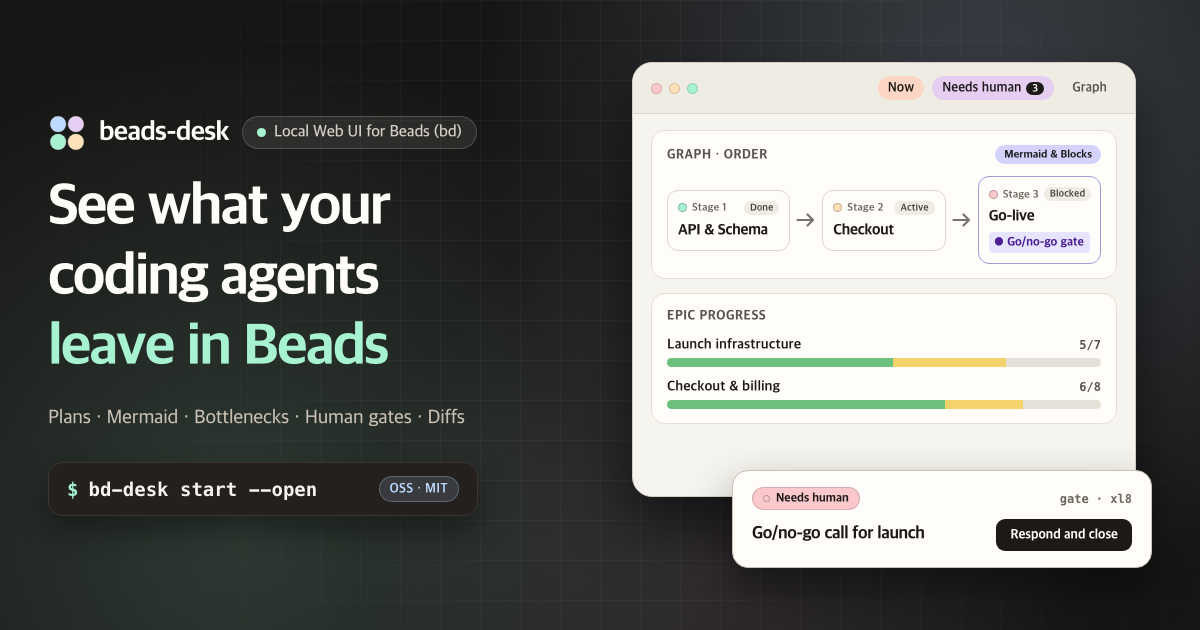 beads-desk
Local Web UI for Beads (bd)
See what your
coding agents
leave in Beads
Plans · Mermaid · Bottlenecks · Human gates · Diffs
$ bd-desk start --open
OSS · MIT
Now
Needs human 3
Graph
GRAPH · ORDER
Mermaid & Blocks
Stage 1 Done
API & Schema
Stage 2 Active
Checkout
Stage 3 Blocked
Go-live
Go/no-go gate
EPIC PROGRESS
Launch infrastructure 5/7
Checkout & billing 6/8
Needs human
gate · xl8
Go/no-go call for launch
Respond and close